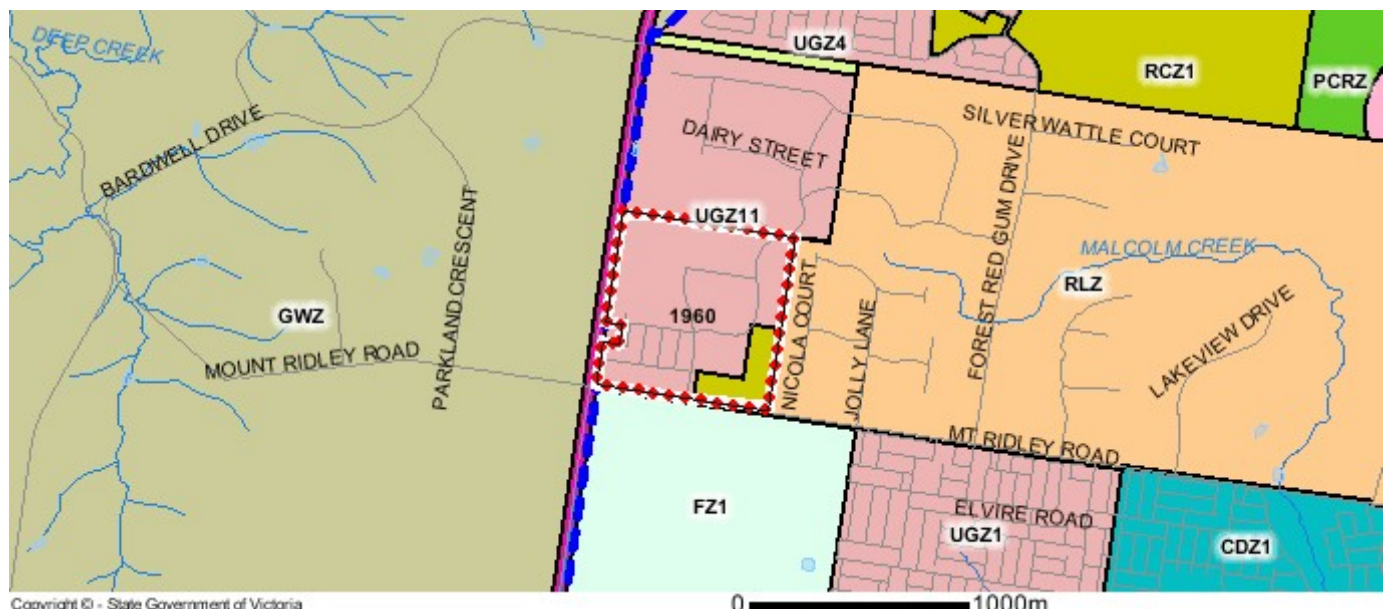 DEEP CREEK
UGZ4
RCZ1
PCRZ
BARDWELL DRIVE
DAIRY STREET
SILVER WATTLE COURT
PARKLAND CRESCENT
UGZ11
FOREST RED GUM DRIVE
MALCOLM CREEK
RLZ
GWZ
1960
NICOLA COURT
JOLLY LANE
LAKEVIEW DRIVE
MOUNT RIDLEY ROAD
MT RIDLEY ROAD
FZ1
ELVIRE ROAD
UGZ1
CDZ1
Copyright © - State Government of Victoria
0 1000m